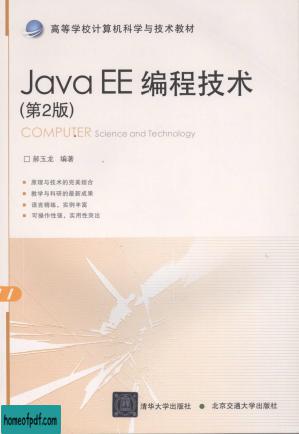 高等学校计算机科学与技术教材
Java EE 编程技术
(第2版)
COMPUTER Science and Technology
□ 郝玉龙 编著
• 原理与技术的完美结合
• 教学与科研的最新成果
• 语言精炼，实例丰富
• 可操作性强，实用性突出
清华大学出版社 • 北京交通大学出版社
homeofpdf.com